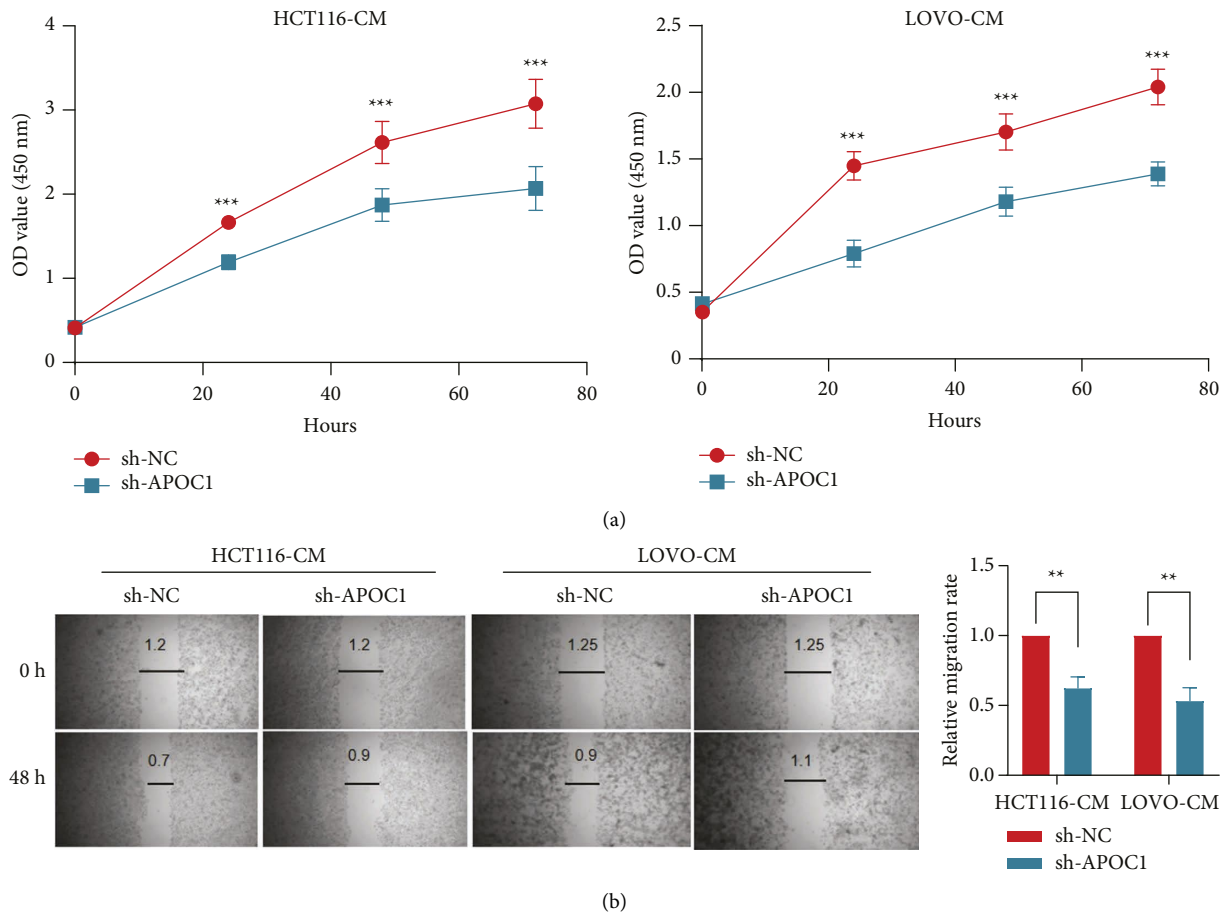 HCT116-CM
4
3
2
1
0
OD value (450 nm)
***
***
***
0
20
40
60
80
Hours
sh-NC
sh-APOC1
LOVO-CM
2.5
2.0
1.5
1.0
0.5
0
OD value (450 nm)
***
***
***
0
20
40
60
80
Hours
sh-NC
sh-APOC1
(a)
HCT116-CM
LOVO-CM
sh-NC
sh-APOC1
sh-NC
sh-APOC1
0 h
1.2
1.2
1.25
1.25
48 h
0.7
0.9
0.9
1.1
Relative migration rate
1.5
1.0
0.5
0.0
**
**
HCT116-CM
LOVO-CM
sh-NC
sh-APOC1
(b)